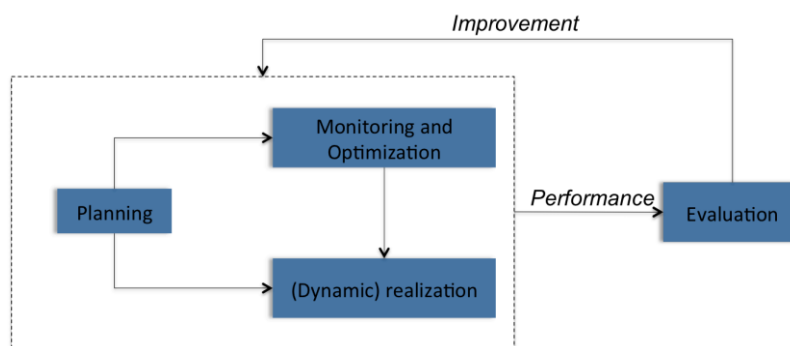 Improvement
Monitoring and
Optimization
Planning
Performance
Evaluation
(Dynamic) realization